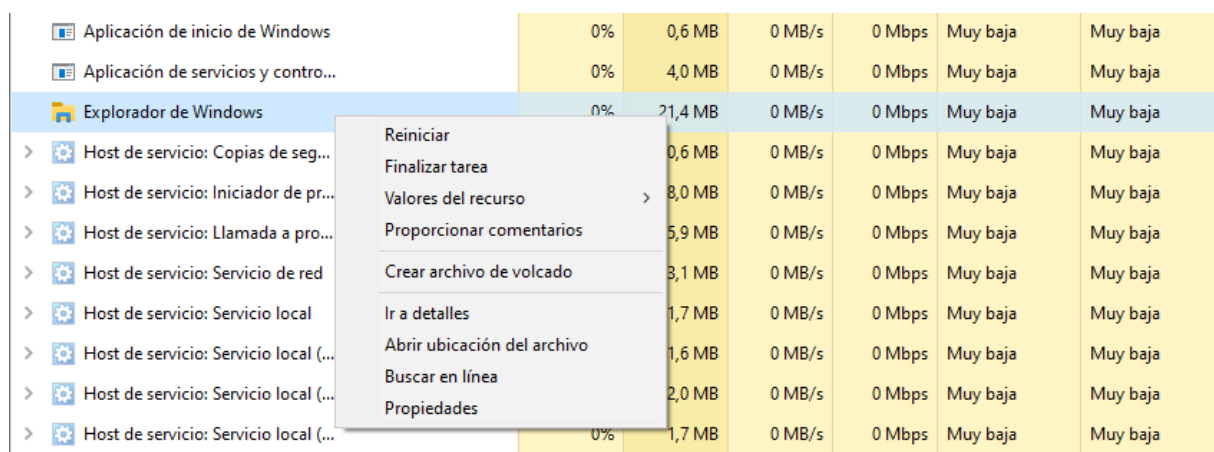 Aplicación de inicio de Windows 0% 0,6 MB 0 MB/s 0 Mbps Muy baja Muy baja
Aplicación de servicios y contro... 0% 4,0 MB 0 MB/s 0 Mbps Muy baja Muy baja
Explorador de Windows 0% 21,4 MB 0 MB/s 0 Mbps Muy baja Muy baja
Host de servicio: Copias de seg... 0,6 MB 0 MB/s 0 Mbps Muy baja Muy baja
Host de servicio: Iniciador de pr... 8,0 MB 0 MB/s 0 Mbps Muy baja Muy baja
Host de servicio: Llamada a pro... 5,9 MB 0 MB/s 0 Mbps Muy baja Muy baja
Host de servicio: Servicio de red 3,1 MB 0 MB/s 0 Mbps Muy baja Muy baja
Host de servicio: Servicio local 1,7 MB 0 MB/s 0 Mbps Muy baja Muy baja
Host de servicio: Servicio local (... 1,6 MB 0 MB/s 0 Mbps Muy baja Muy baja
Host de servicio: Servicio local (... 2,0 MB 0 MB/s 0 Mbps Muy baja Muy baja
Host de servicio: Servicio local (... 0% 1,7 MB 0 MB/s 0 Mbps Muy baja Muy baja
Reiniciar
Finalizar tarea
Valores del recurso
Proporcionar comentarios
Crear archivo de volcado
Ir a detalles
Abrir ubicación del archivo
Buscar en línea
Propiedades